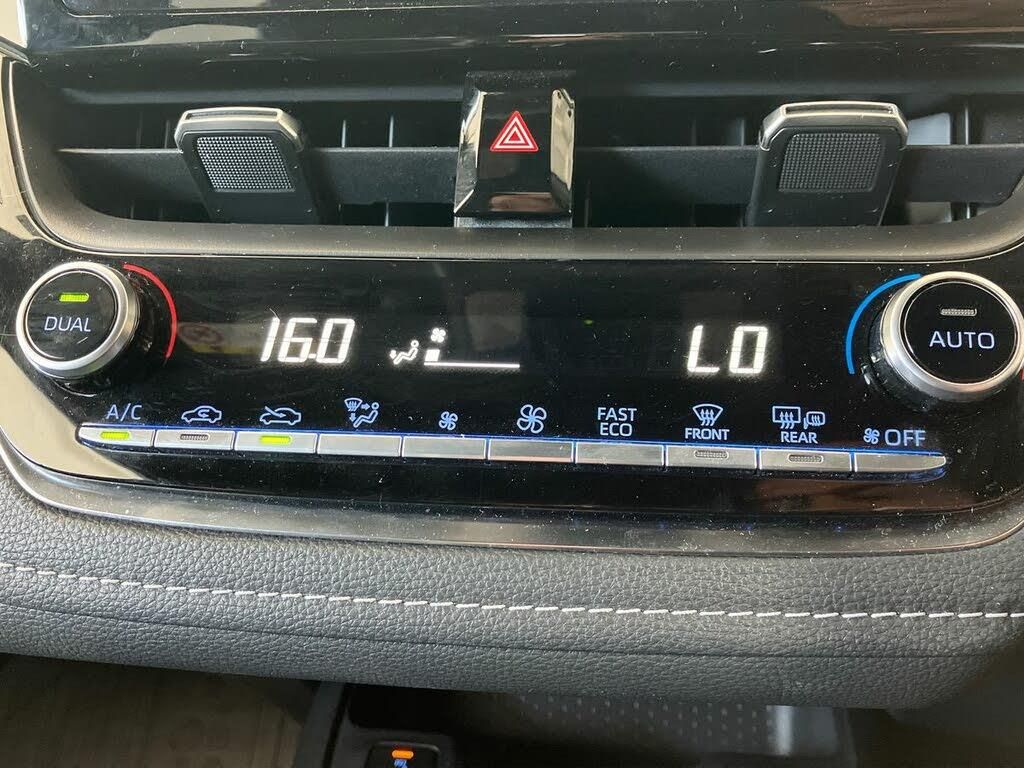 DUAL
16.0
LO
AUTO
A/C
FAST
ECO
FRONT
REAR
OFF